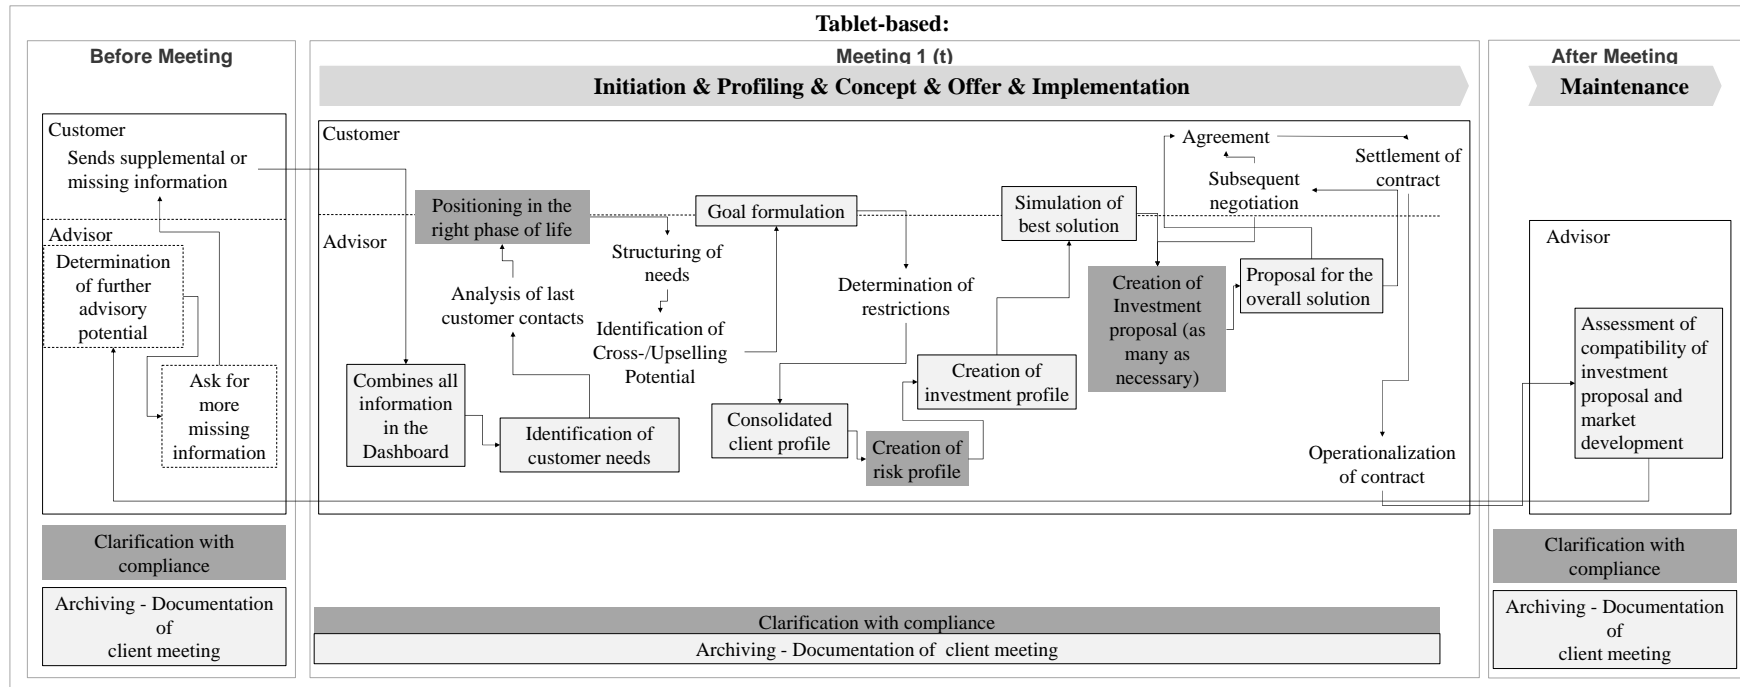 Tablet-based:
Before Meeting
Customer
Sends supplemental or
missing information
Advisor
Determination
of further
advisory
potential
Ask for
more
missing
information
Clarification with
compliance
Archiving - Documentation
of
client meeting
Meeting 1 (t)
Initiation & Profiling & Concept & Offer & Implementation
Customer
Advisor
Combines all
information
in the
Dashboard
Identification of
customer needs
Analysis of last
customer contacts
Positioning in the
right phase of life
Structuring of
needs
Identification of
Cross-/Upselling
Potential
Goal formulation
Determination of
restrictions
Consolidated
client profile
Creation of
risk profile
Creation of
investment profile
Simulation of
best solution
Creation of
Investment
proposal (as
many as
necessary)
Proposal for the
overall solution
Subsequent
negotiation
Agreement
Settlement of
contract
Operationalization
of contract
Clarification with compliance
Archiving - Documentation of client meeting
After Meeting
Maintenance
Advisor
Assessment of
compatibility of
investment
proposal and
market
development
Clarification with
compliance
Archiving - Documentation
of
client meeting